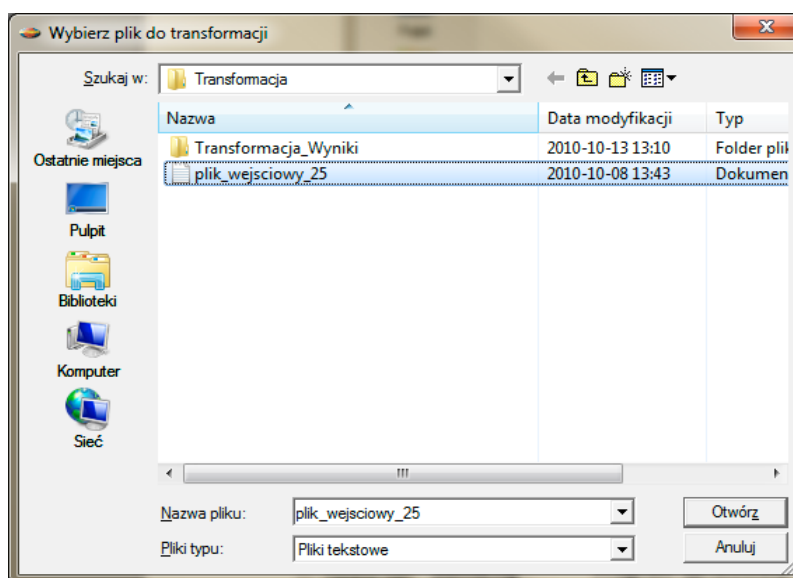 Wybierz plik do transformacji
Szukaj w: Transformacja
Nazwa Data modyfikacji Typ
Transformacja_Wyniki 2010-10-13 13:10 Folder plik
plik_wejsciowy_25 2010-10-08 13:43 Dokumen
Ostatnie miejsca
Pulpit
Biblioteki
Komputer
Sieć
Nazwa pliku: plik_wejsciowy_25 Otwórz
Pliki typu: Pliki tekstowe Anuluj